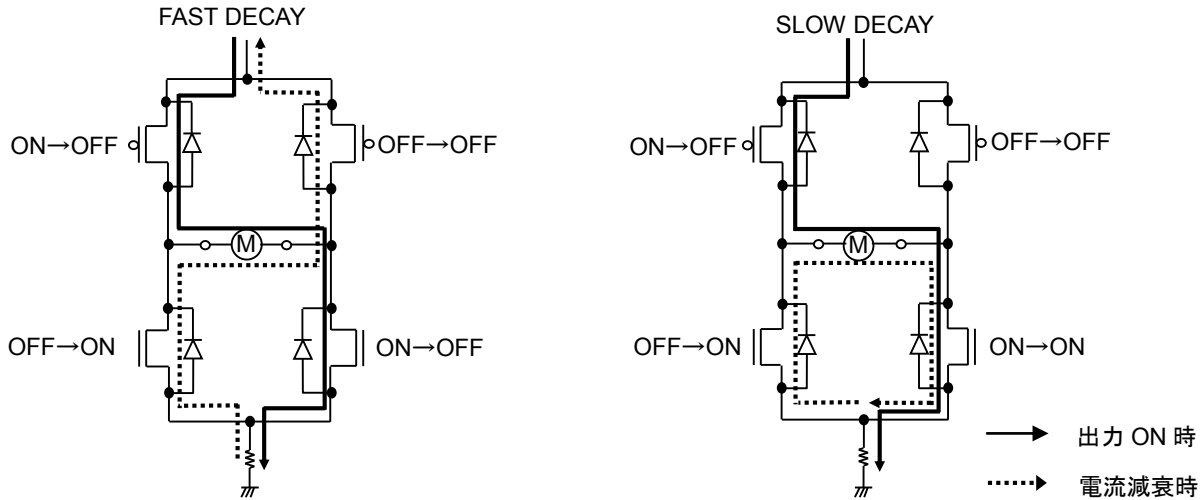 FAST DECAY
ON→OFF
OFF→OFF
M
OFF→ON
ON→OFF
SLOW DECAY
ON→OFF
OFF→OFF
M
OFF→ON
ON→ON
出力 ON 時
電流減衰時